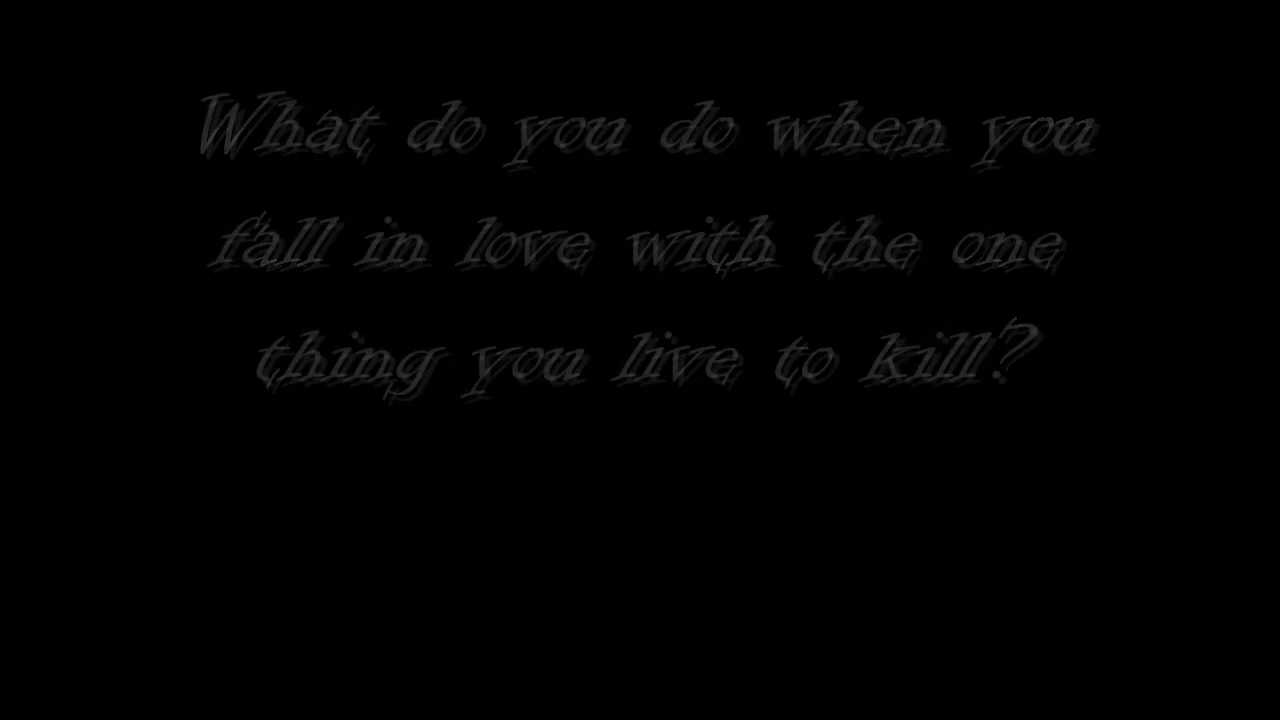 What do you do when you
fall in love with the one
thing you live to kill?